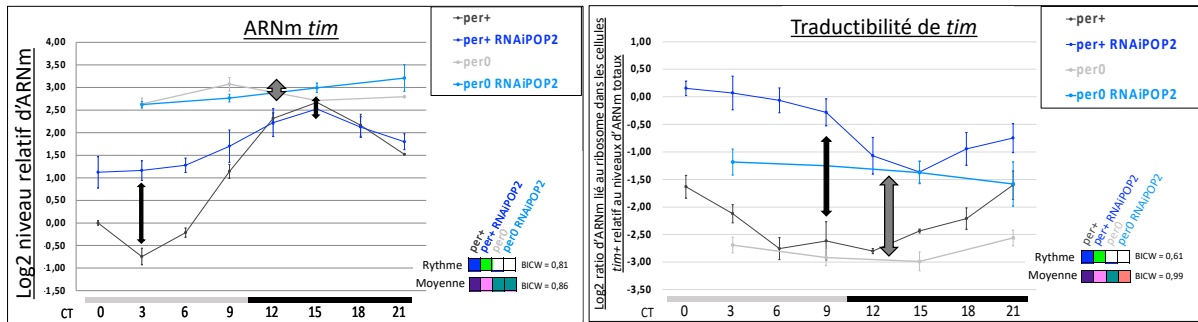 ARNm tim
per+
per+ RNAiPOP2
per0
per0 RNAiPOP2
Log2 niveau relatif d'ARNm
4,00
3,50
3,00
2,50
2,00
1,50
1,00
0,50
0,00
-0,50
-1,00
-1,50
per+
per+ RNAiPOP2
per0
per0 RNAiPOP2
Rythme BICW = 0,81
Moyenne BICW = 0,86
CT 0 3 6 9 12 15 18 21
Traductibilité de tim
per+
per+ RNAiPOP2
per0
per0 RNAiPOP2
Log2 ratio d'ARNm lié au ribosome dans les cellules
tim+ relatif au niveaux d'ARNm totaux
1,00
0,50
0,00
-0,50
-1,00
-1,50
-2,00
-2,50
-3,00
-3,50
per+
per+ RNAiPOP2
per0
per0 RNAiPOP2
Rythme BICW = 0,61
Moyenne BICW = 0,99
CT 0 3 6 9 12 15 18 21